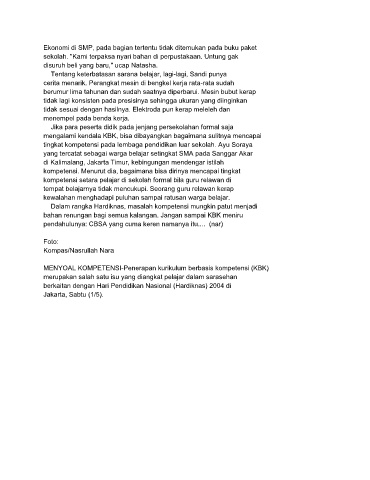 Ekonomi di SMP, pada bagian tertentu tidak ditemukan pada buku paket
sekolah. "Kami terpaksa nyari bahan di perpustakaan. Untung gak
disuruh beli yang baru," ucap Natasha.
Tentang keterbatasan sarana belajar, lagi-lagi, Sandi punya
cerita menarik. Perangkat mesin di bengkel kerja rata-rata sudah
berumur lima tahunan dan sudah saatnya diperbarui. Mesin bubut kerap
tidak lagi konsisten pada presisinya sehingga ukuran yang diinginkan
tidak sesuai dengan hasilnya. Elektroda pun kerap meleleh dan
menempel pada benda kerja.
Jika para peserta didik pada jenjang persekolahan formal saja
mengalami kendala KBK, bisa dibayangkan bagaimana sulitnya mencapai
tingkat kompetensi pada lembaga pendidikan luar sekolah. Ayu Soraya
yang tercatat sebagai warga belajar setingkat SMA pada Sanggar Akar
di Kalimalang, Jakarta Timur, kebingungan mendengar istilah
kompetensi. Menurut dia, bagaimana bisa dirinya mencapai tingkat
kompetensi setara pelajar di sekolah formal bila guru relawan di
tempat belajarnya tidak mencukupi. Seorang guru relawan kerap
kewalahan menghadapi puluhan sampai ratusan warga belajar.
Dalam rangka Hardiknas, masalah kompetensi mungkin patut menjadi
bahan renungan bagi semua kalangan. Jangan sampai KBK meniru
pendahulunya: CBSA yang cuma keren namanya itu.... (nar)
Foto:
Kompas/Nasrullah Nara
MENYOAL KOMPETENSI-Penerapan kurikulum berbasis kompetensi (KBK)
merupakan salah satu isu yang diangkat pelajar dalam sarasehan
berkaitan dengan Hari Pendidikan Nasional (Hardiknas) 2004 di
Jakarta, Sabtu (1/5).